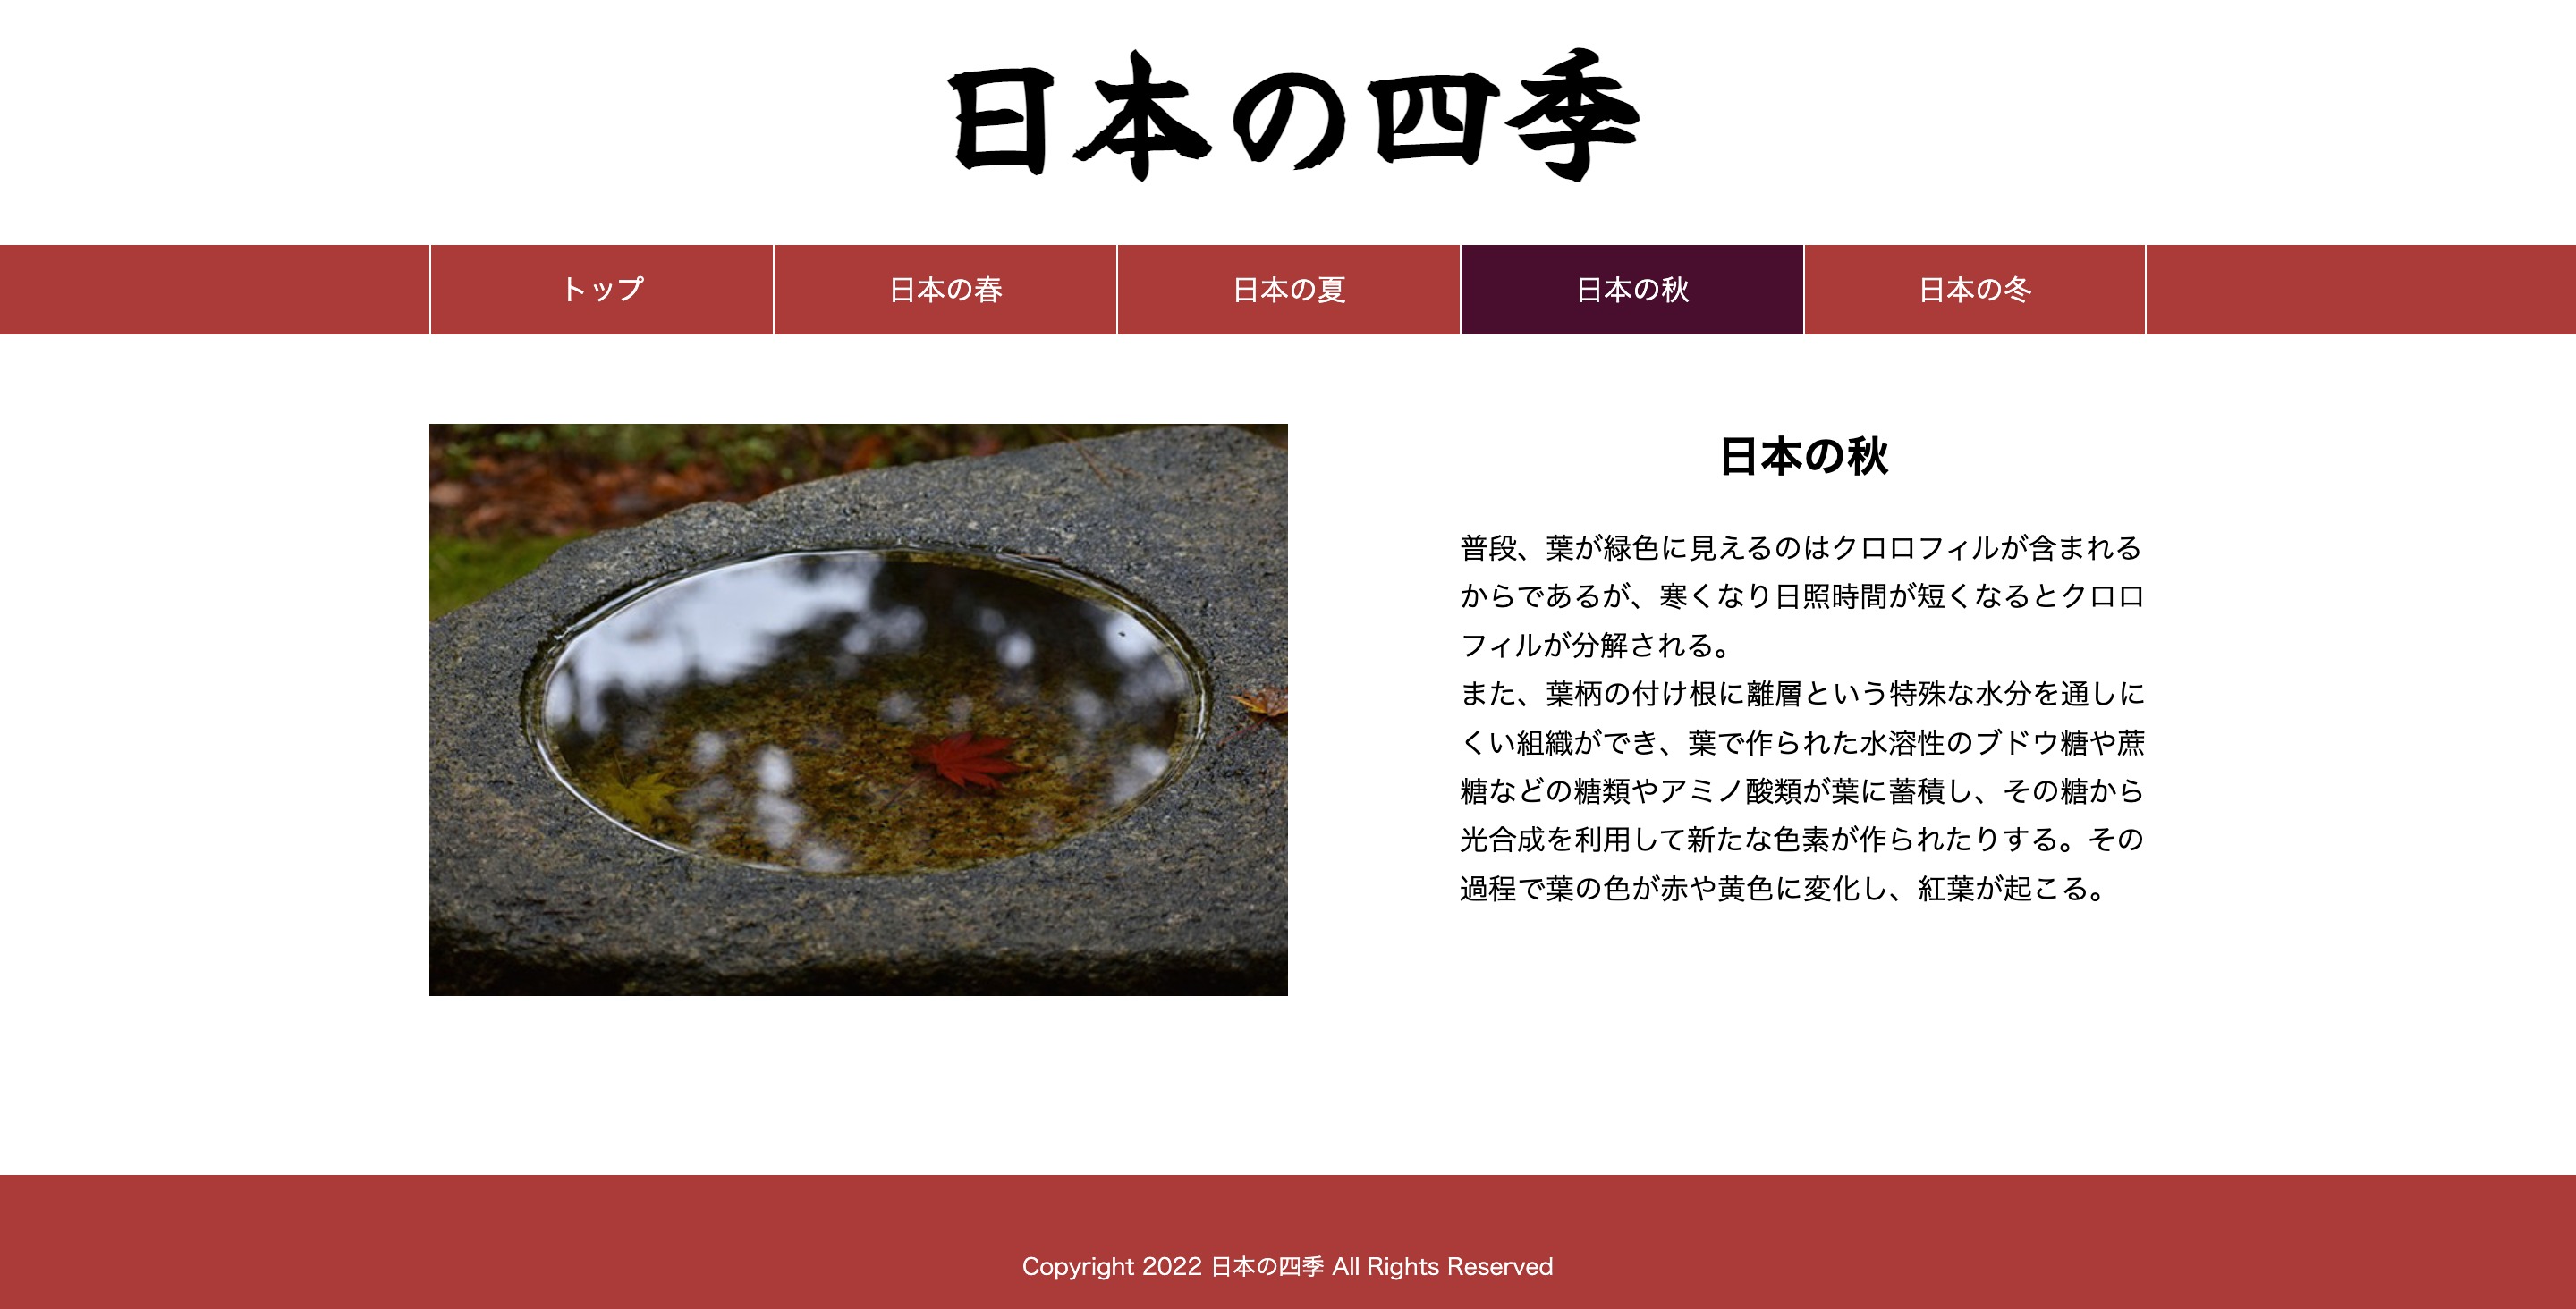 日本の四季
トップ
日本の春
日本の夏
日本の秋
日本の冬
日本の秋
普段、葉が緑色に見えるのはクロロフィルが含まれる
からであるが、寒くなり日照時間が短くなるとクロロ
フィルが分解される。
また、葉柄の付け根に離層という特殊な水分を通しに
くい組織ができ、葉で作られた水溶性のブドウ糖や蔗
糖などの糖類やアミノ酸類が葉に蓄積し、その糖から
光合成を利用して新たな色素が作られたりする。その
過程で葉の色が赤や黄色に変化し、紅葉が起こる。
Copyright 2022 日本の四季 All Rights Reserved